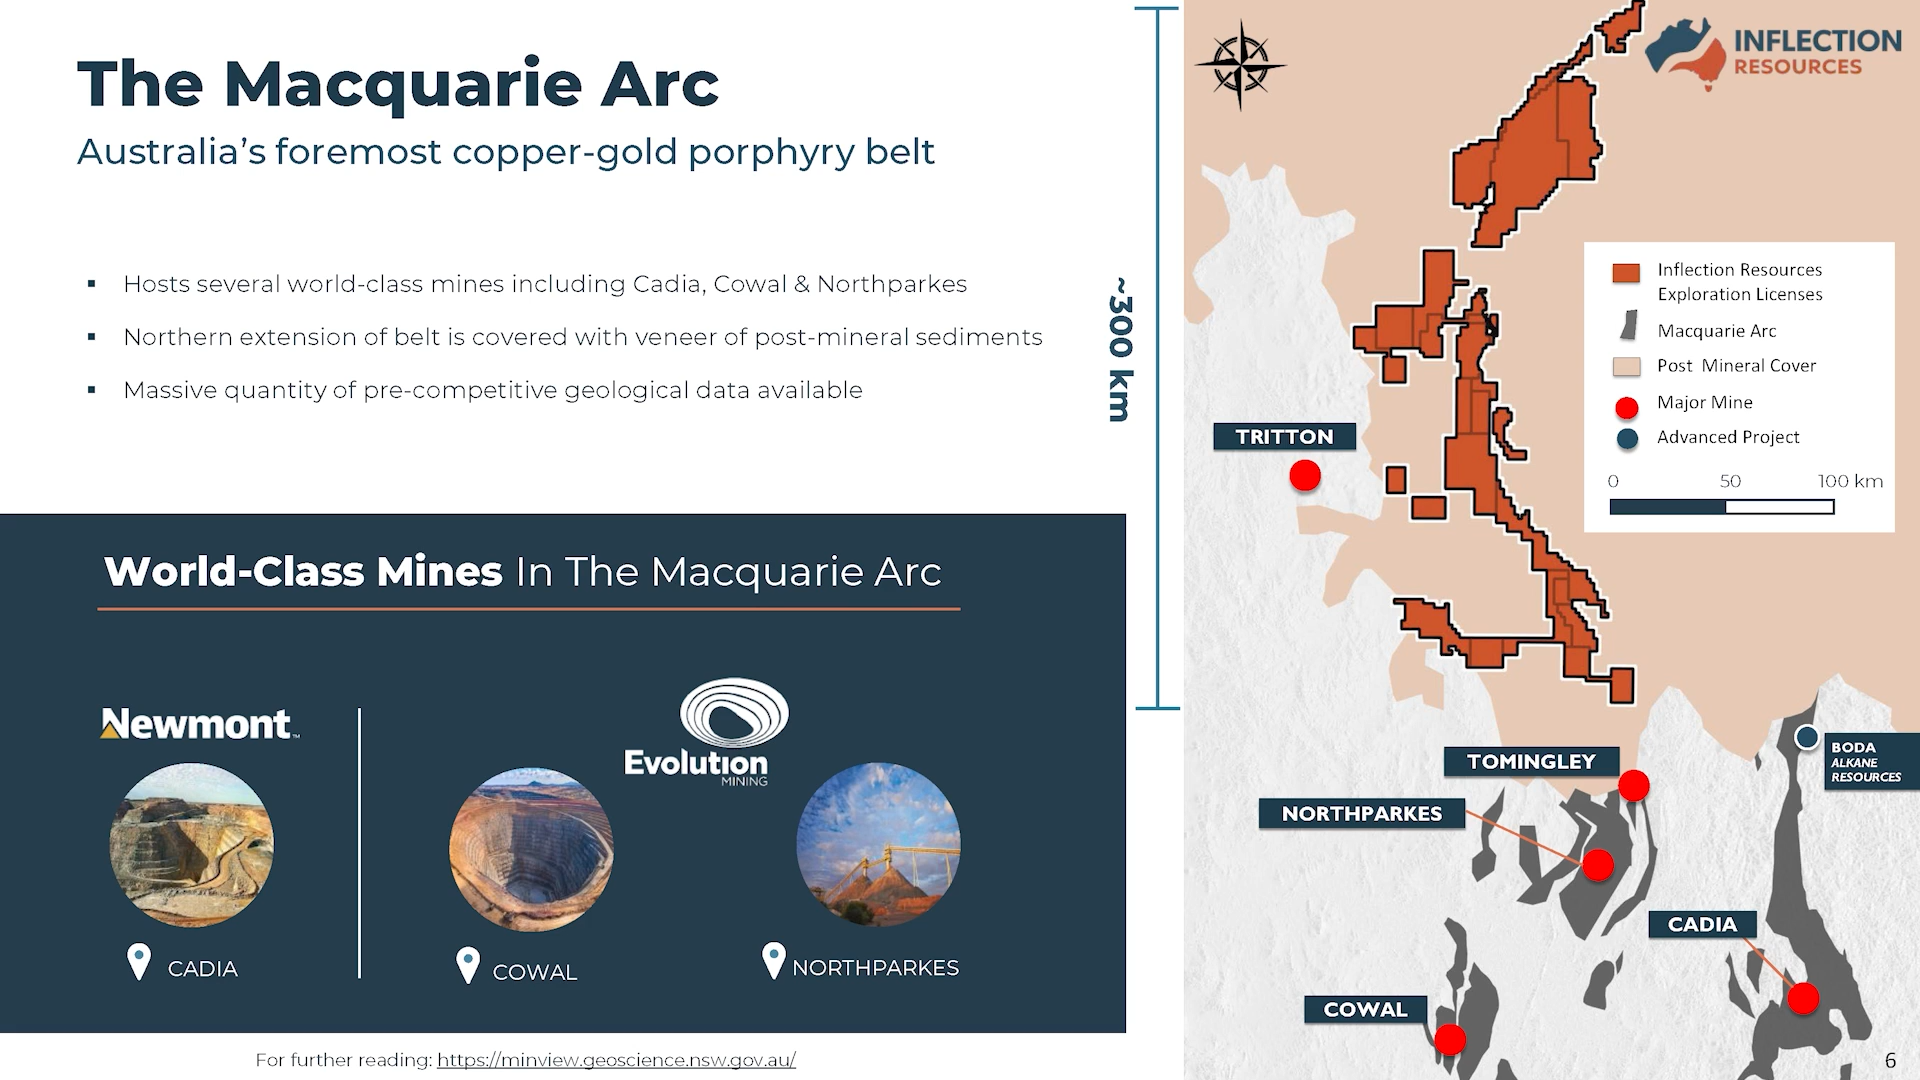 The Macquarie Arc
Australia’s foremost copper-gold porphyry belt
▪ Hosts several world-class mines including Cadia, Cowal & Northparkes
▪ Northern extension of belt is covered with veneer of post-mineral sediments
▪ Massive quantity of pre-competitive geological data available
World-Class Mines In The Macquarie Arc
Newmont™
Evolution
MINING
CADIA
COWAL
NORTHPARKES
For further reading: https://minview.geoscience.nsw.gov.au/
~300 km
INFLECTION
RESOURCES
Inflection Resources
Exploration Licenses
Macquarie Arc
Post Mineral Cover
Major Mine
Advanced Project
0 50 100 km
TRITTON
TOMINGLEY
BODA
ALKANE
RESOURCES
NORTHPARKES
CADIA
COWAL
6